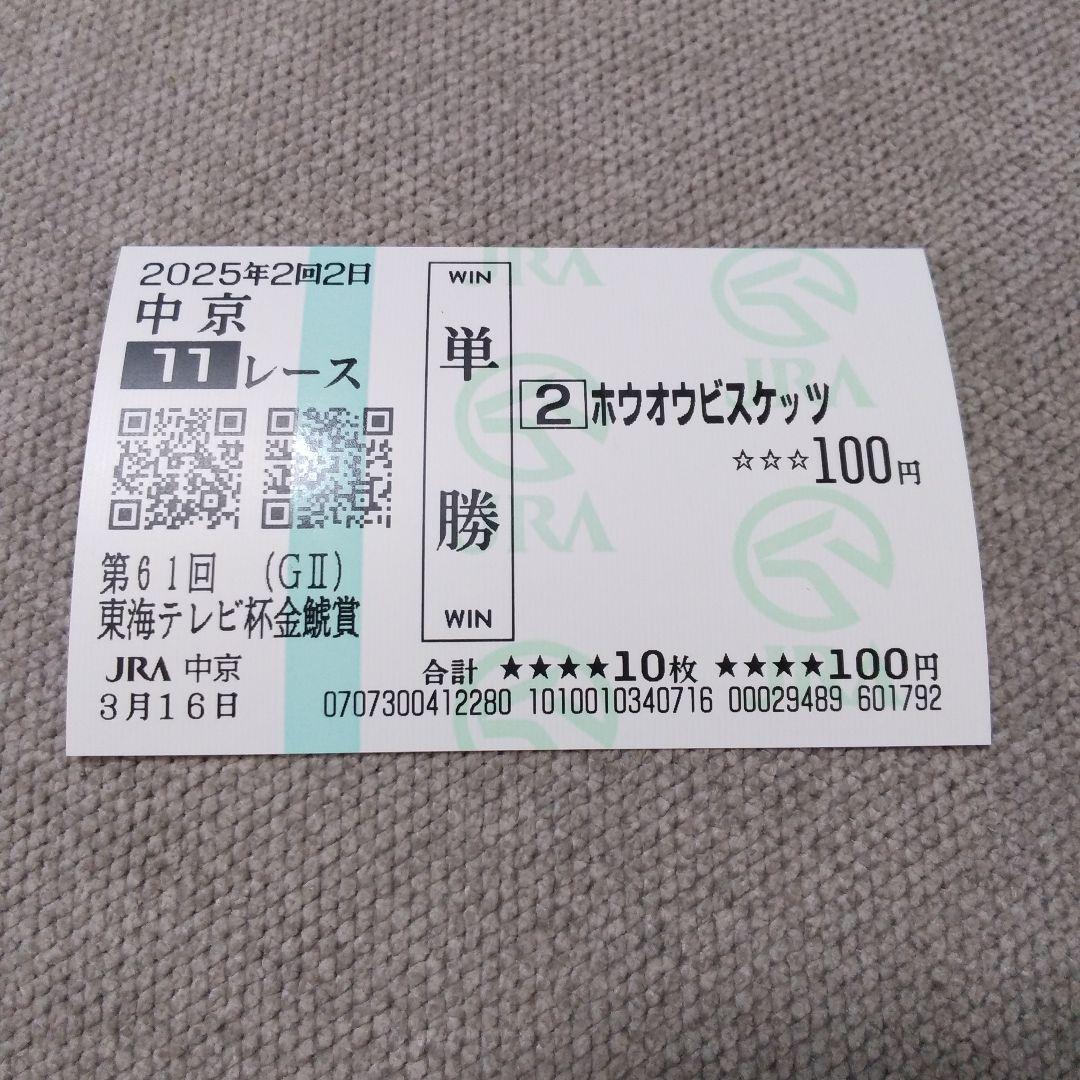 2025年2回2日
中京
11レース
第61回 (GⅡ)
東海テレビ杯金鯱賞
JRA 中京
3月16日
WIN
単勝
WIN
2 ホウオウビスケッツ
☆☆☆100円
合計 ★★★★10枚 ★★★★100円
0707300412280 1010010340716 00029489 601792
JRA
JRA
JRA